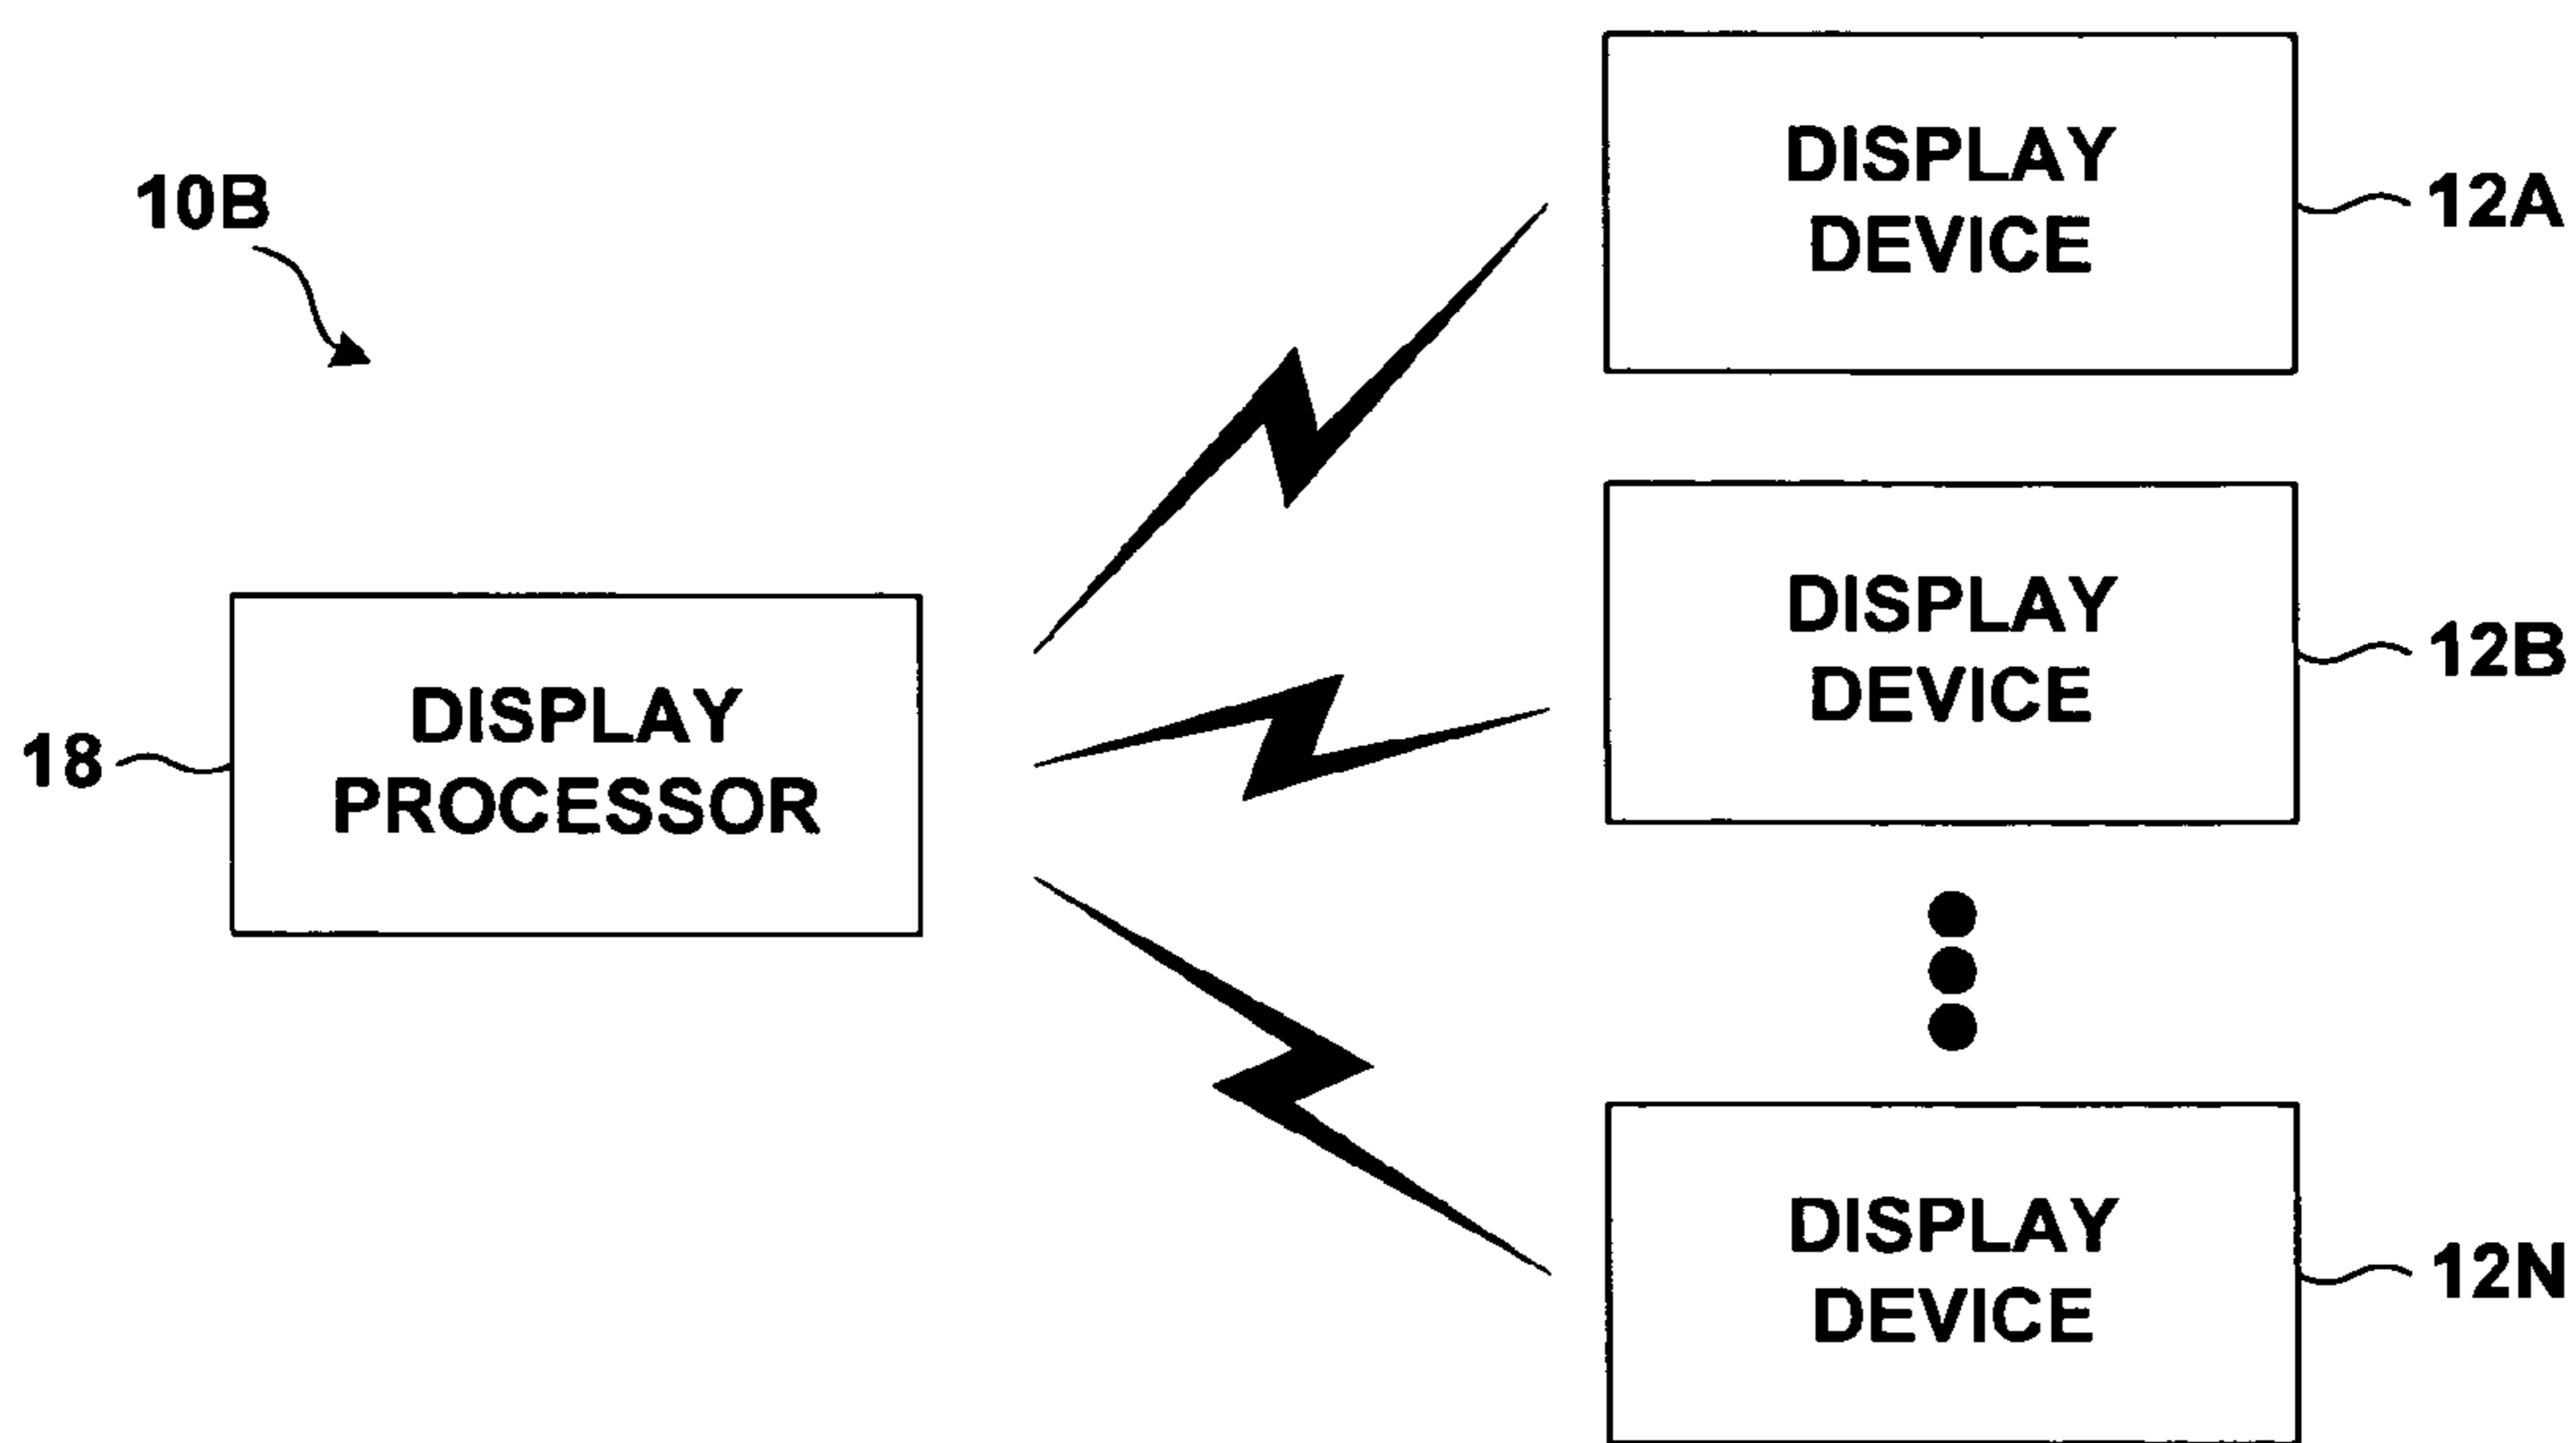 10B
DISPLAY
DEVICE
12A
DISPLAY
DEVICE
12B
18
DISPLAY
PROCESSOR
DISPLAY
DEVICE
12N